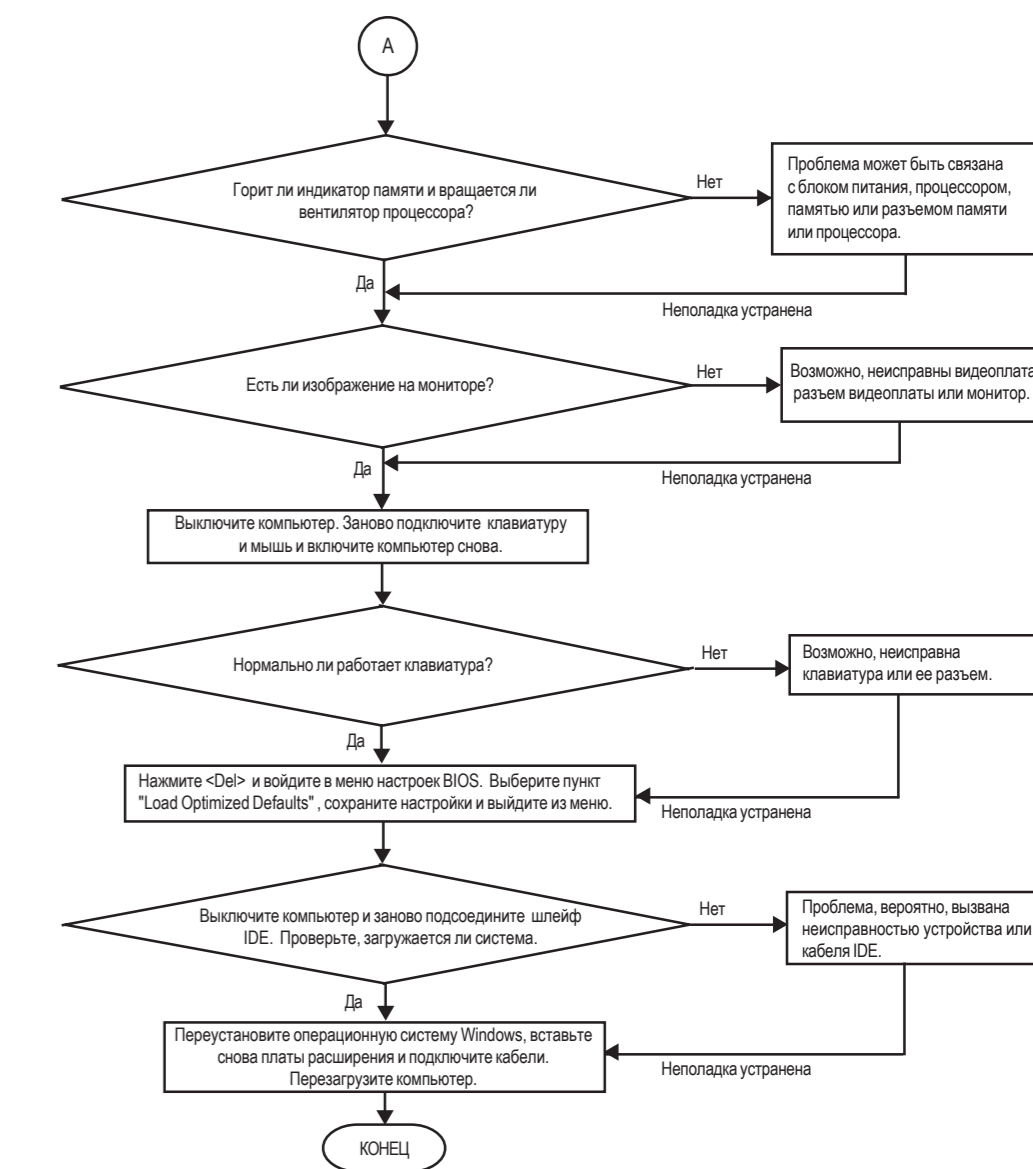 A
Горит ли индикатор памяти и вращается ли
вентилятор процессора?
Нет
Проблема может быть связана
с блоком питания, процессором,
памятью или разъемом памяти
или процессора.
Да
Неполадка устранена
Есть ли изображение на мониторе?
Нет
Возможно, неисправны видеоплата
разъем видеоплаты или монитор.
Да
Неполадка устранена
Выключите компьютер. Заново подключите клавиатуру
и мышь и включите компьютер снова.
Нормально ли работает клавиатура?
Нет
Возможно, неисправна
клавиатура или ее разъем.
Да
Нажмите <Del> и войдите в меню настроек BIOS. Выберите пункт
"Load Optimized Defaults" , сохраните настройки и выйдите из меню.
Неполадка устранена
Выключите компьютер и заново подсоедините шлейф
IDE. Проверьте, загружается ли система.
Нет
Проблема, вероятно, вызвана
неисправностью устройства или
кабеля IDE.
Да
Переустановите операционную систему Windows, вставьте
снова платы расширения и подключите кабели.
Перезагрузите компьютер.
Неполадка устранена
КОНЕЦ